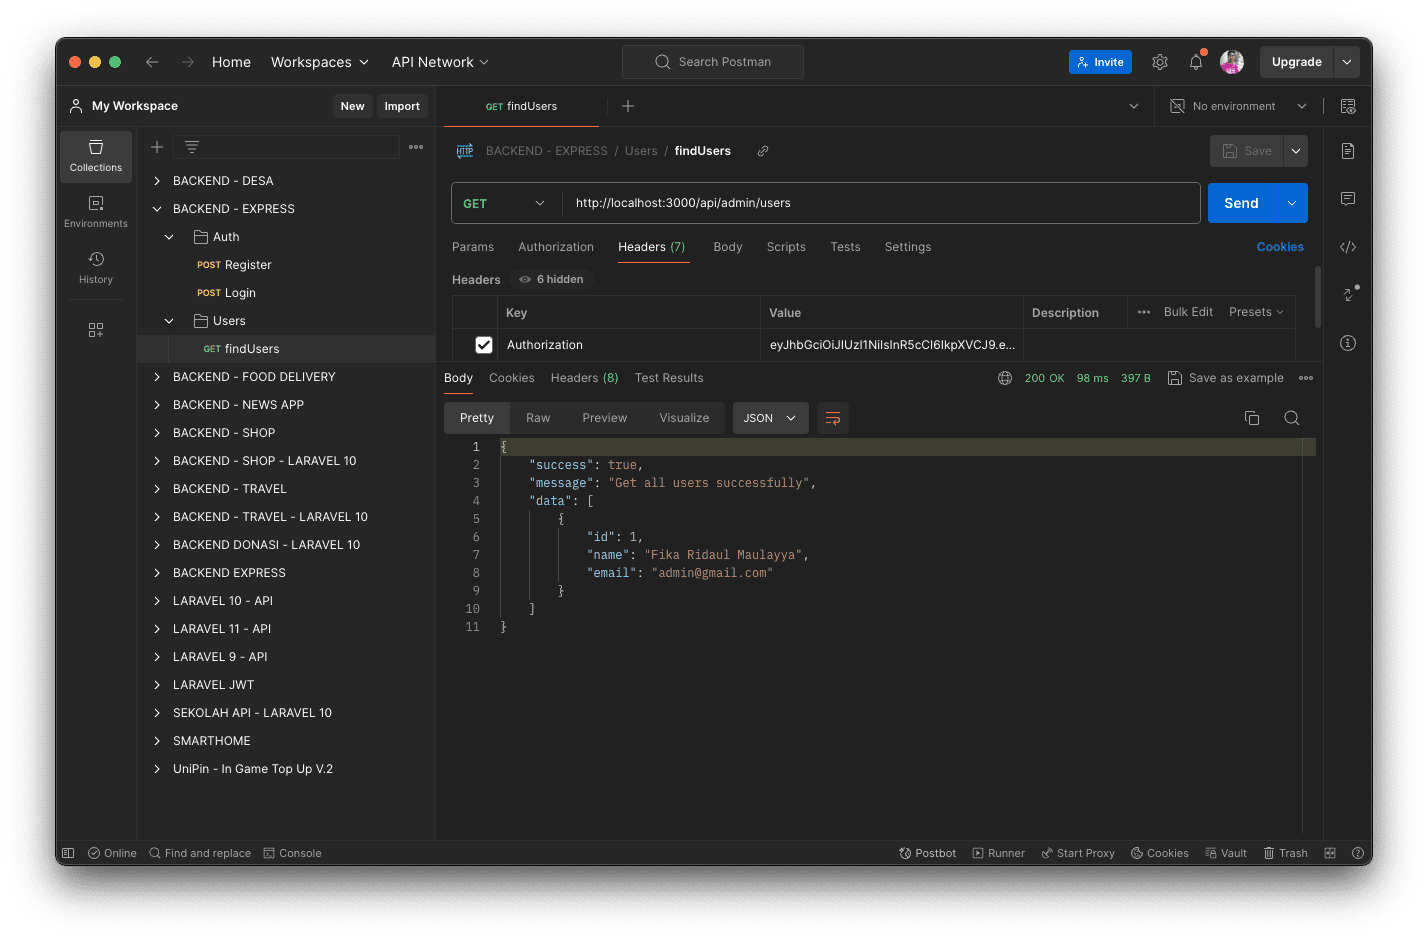 Home Workspaces API Network Search Postman Invite Upgrade
My Workspace New Import GET findUsers No environment
Collections
Environments
History
BACKEND - DESA
BACKEND - EXPRESS
Auth
POST Register
POST Login
Users
GET findUsers
BACKEND - FOOD DELIVERY
BACKEND - NEWS APP
BACKEND - SHOP
BACKEND - SHOP - LARAVEL 10
BACKEND - TRAVEL
BACKEND - TRAVEL - LARAVEL 10
BACKEND DONASI - LARAVEL 10
BACKEND EXPRESS
LARAVEL 10 - API
LARAVEL 11 - API
LARAVEL 9 - API
LARAVEL JWT
SEKOLAH API - LARAVEL 10
SMARTHOME
UniPin - In Game Top Up V.2
HTTP BACKEND - EXPRESS / Users / findUsers Save
GET http://localhost:3000/api/admin/users Send
Params Authorization Headers (7) Body Scripts Tests Settings Cookies
Headers 6 hidden
Key Value Description Bulk Edit Presets
Authorization eyJhbGciOiJIUzI1NiIsInR5cCI6IkpXVCJ9.e...
Body Cookies Headers (8) Test Results 200 OK 98 ms 397 B Save as example
Pretty Raw Preview Visualize JSON
1 {
2 "success": true,
3 "message": "Get all users successfully",
4 "data": [
5 {
6 "id": 1,
7 "name": "Fika Ridaul Maulayya",
8 "email": "admin@gmail.com"
9 }
10 ]
11 }
Online Find and replace Console Postbot Runner Start Proxy Cookies Vault Trash